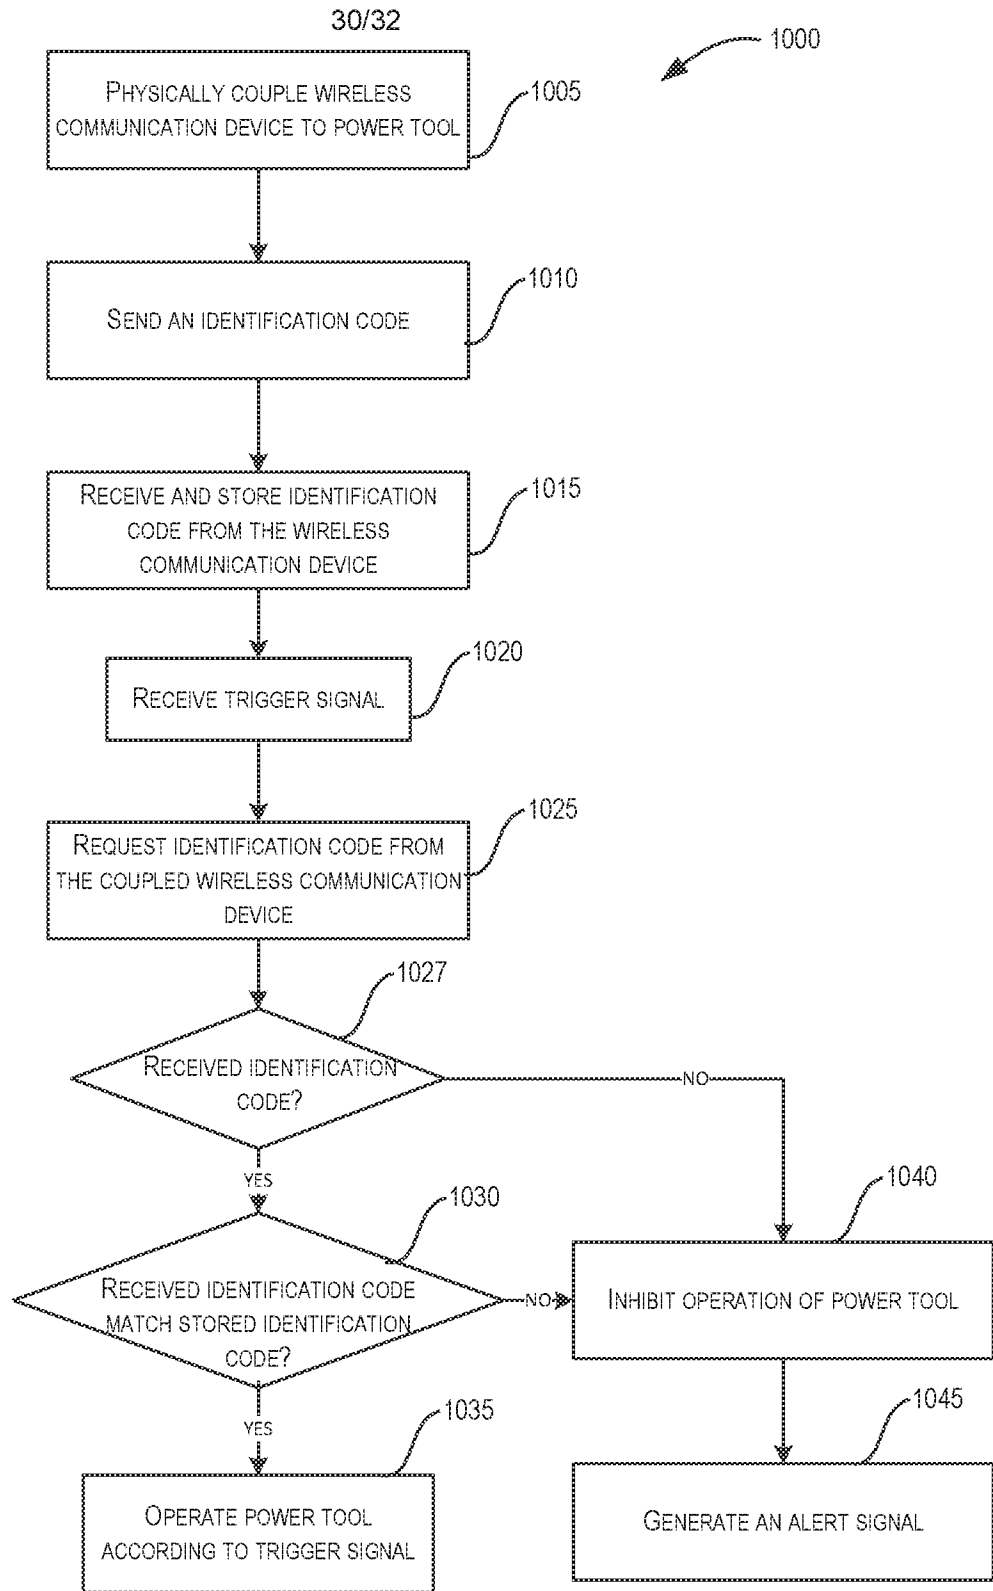 30/32
1000
PHYSICALLY COUPLE WIRELESS
COMMUNICATION DEVICE TO POWER TOOL
1005
SEND AN IDENTIFICATION CODE
1010
RECEIVE AND STORE IDENTIFICATION
CODE FROM THE WIRELESS
COMMUNICATION DEVICE
1015
RECEIVE TRIGGER SIGNAL
1020
REQUEST IDENTIFICATION CODE FROM
THE COUPLED WIRELESS COMMUNICATION
DEVICE
1025
RECEIVED IDENTIFICATION
CODE?
1027
NO
YES
RECEIVED IDENTIFICATION CODE
MATCH STORED IDENTIFICATION
CODE?
1030
NO
YES
INHIBIT OPERATION OF POWER TOOL
1040
OPERATE POWER TOOL
ACCORDING TO TRIGGER SIGNAL
1035
GENERATE AN ALERT SIGNAL
1045